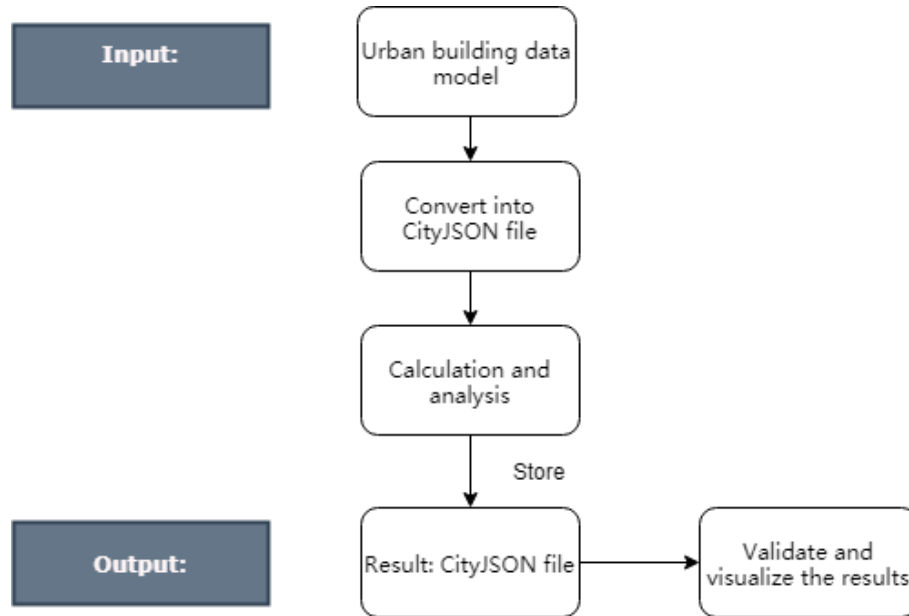 Input:
Urban building data
model
Convert into
CityJSON file
Calculation and
analysis
Store
Output:
Result: CityJSON file
Validate and
visualize the results